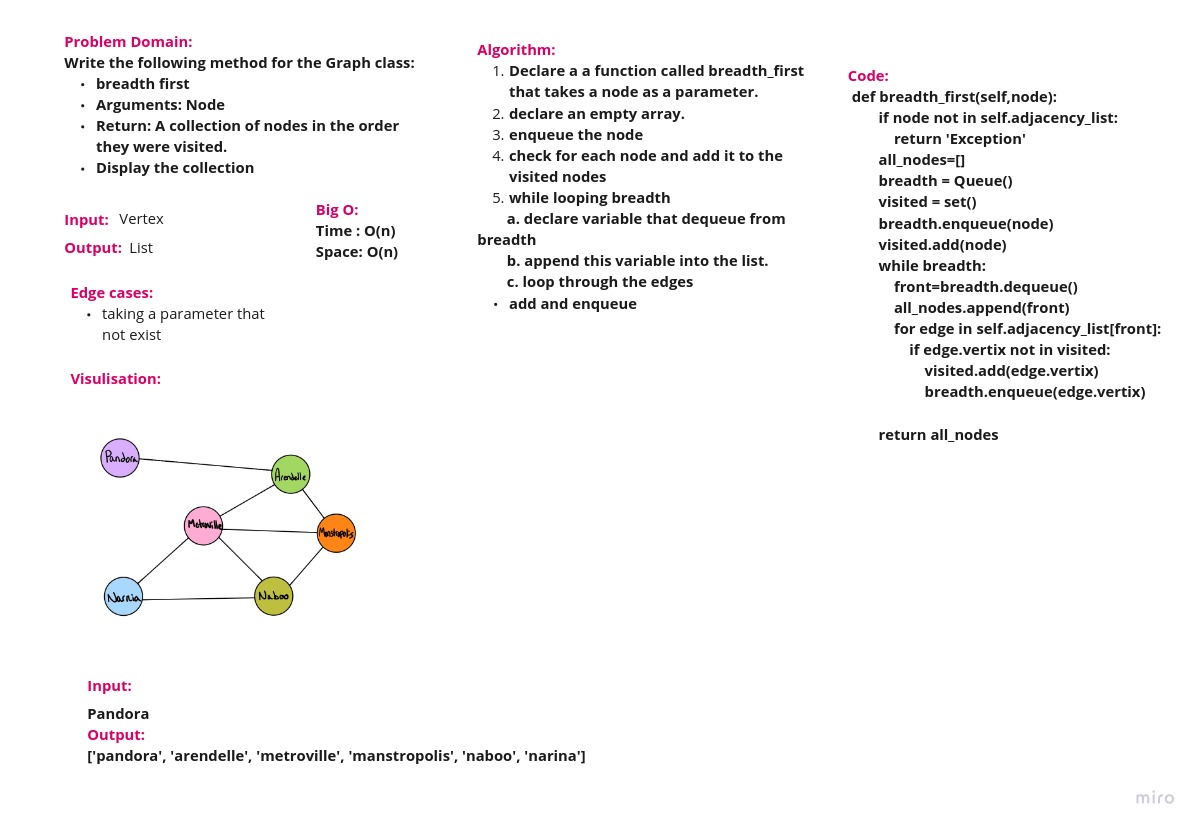 Problem Domain:
Write the following method for the Graph class:
• breadth first
• Arguments: Node
• Return: A collection of nodes in the order
they were visited.
• Display the collection
Input: Vertex
Output: List
Big O:
Time : O(n)
Space: O(n)
Edge cases:
• taking a parameter that
not exist
Visulisation:
Pandora
Arendelle
Metroville
Monstropolis
Narnia
Naboo
Input:
Pandora
Output:
['pandora', 'arendelle', 'metroville', 'manstropolis', 'naboo', 'narina']
Algorithm:
1. Declare a a function called breadth_first
that takes a node as a parameter.
2. declare an empty array.
3. enqueue the node
4. check for each node and add it to the
visited nodes
5. while looping breadth
a. declare variable that dequeue from
breadth
b. append this variable into the list.
c. loop through the edges
• add and enqueue
Code:
def breadth_first(self,node):
if node not in self.adjacency_list:
return 'Exception'
all_nodes=[]
breadth = Queue()
visited = set()
breadth.enqueue(node)
visited.add(node)
while breadth:
front=breadth.dequeue()
all_nodes.append(front)
for edge in self.adjacency_list[front]:
if edge.vertix not in visited:
visited.add(edge.vertix)
breadth.enqueue(edge.vertix)
return all_nodes
miro